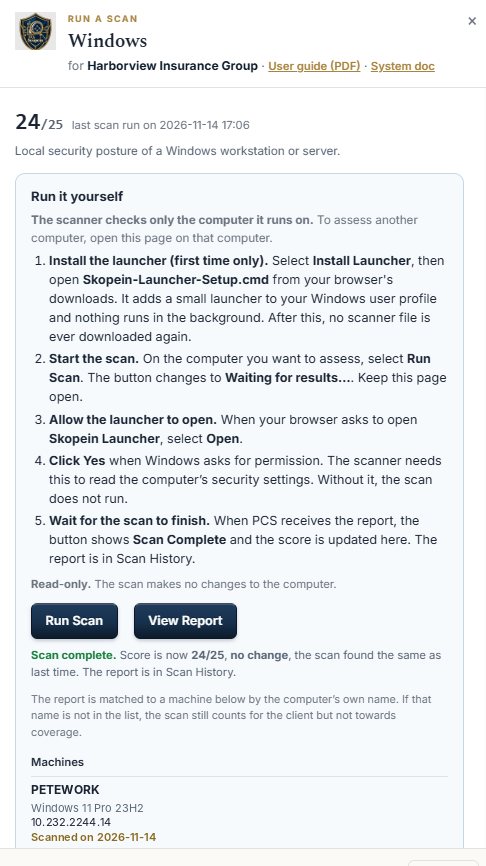 RUN A SCAN
×
Windows
for Harborview Insurance Group · User guide (PDF) · System doc
24/25 last scan run on 2026-11-14 17:06
Local security posture of a Windows workstation or server.
Run it yourself
The scanner checks only the computer it runs on. To assess another
computer, open this page on that computer.
1. Install the launcher (first time only). Select Install Launcher, then
open Skopein-Launcher-Setup.cmd from your browser's
downloads. It adds a small launcher to your Windows user profile
and nothing runs in the background. After this, no scanner file is
ever downloaded again.
2. Start the scan. On the computer you want to assess, select Run
Scan. The button changes to Waiting for results.... Keep this page
open.
3. Allow the launcher to open. When your browser asks to open
Skopein Launcher, select Open.
4. Click Yes when Windows asks for permission. The scanner needs
this to read the computer’s security settings. Without it, the scan
does not run.
5. Wait for the scan to finish. When PCS receives the report, the
button shows Scan Complete and the score is updated here. The
report is in Scan History.
Read-only. The scan makes no changes to the computer.
Run Scan View Report
Scan complete. Score is now 24/25, no change, the scan found the same as
last time. The report is in Scan History.
The report is matched to a machine below by the computer’s own name. If that
name is not in the list, the scan still counts for the client but not towards
coverage.
Machines
PETEWORK
Windows 11 Pro 23H2
10.232.2244.14
Scanned on 2026-11-14